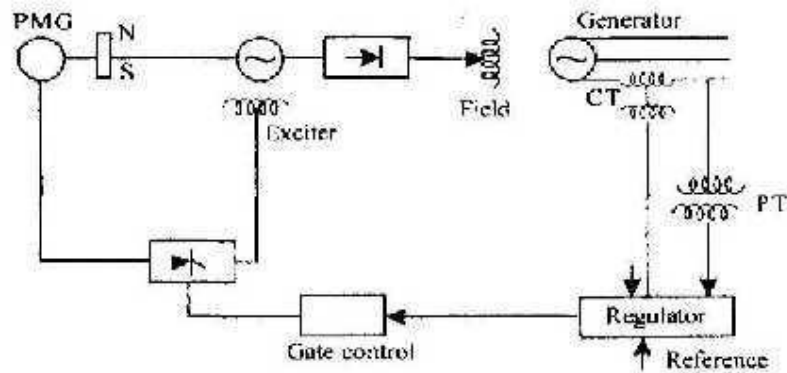 PMG
N
S
Generator
Field
CT
Exciter
PT
Regulator
Gate control
Reference